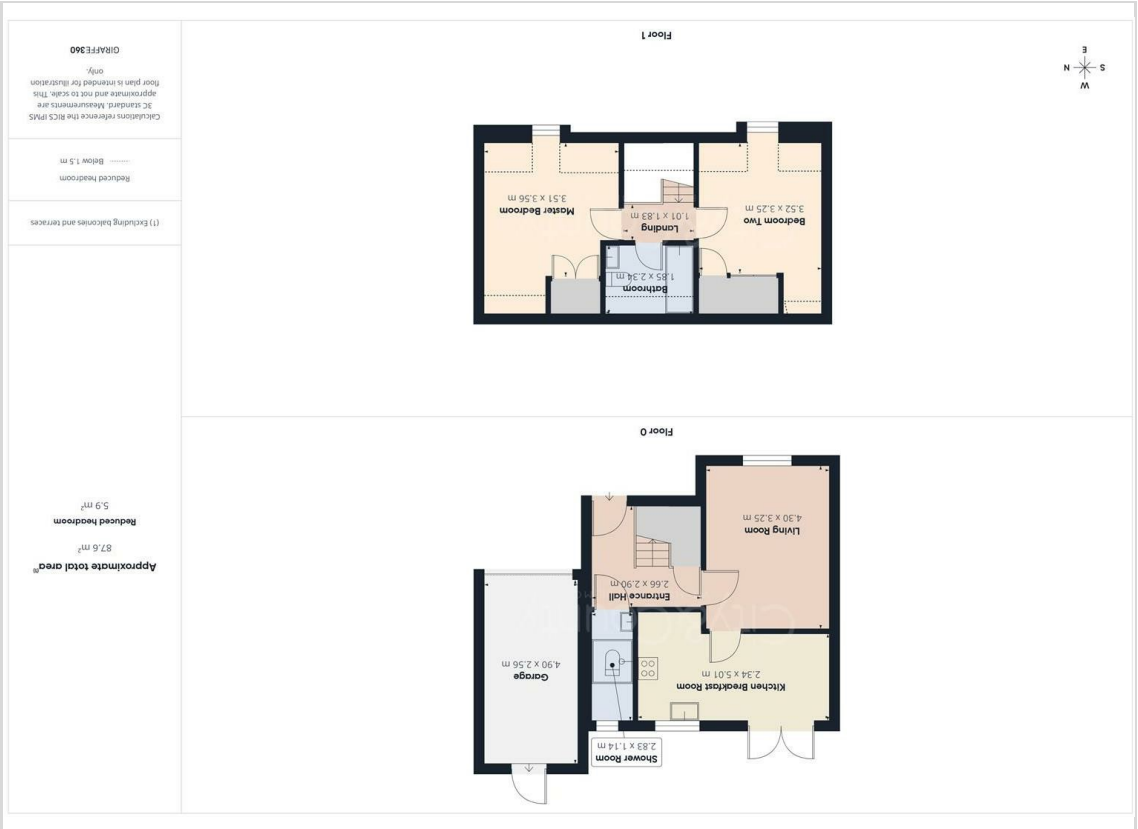 Shower Room
2.83 x 1.14 m
Kitchen Breakfast Room
2.34 x 5.01 m
Garage
4.90 x 2.56 m
Entrance Hall
2.66 x 2.90 m
Living Room
4.30 x 3.25 m
Floor 0
Bathroom
1.85 x 2.34 m
Landing
1.01 x 1.83 m
Bedroom Two
3.52 x 3.25 m
Master Bedroom
3.51 x 3.56 m
Floor 1
W
S
N
E
Approximate total area(1)
87.6 m²
Reduced headroom
5.9 m²
(1) Excluding balconies and terraces
Reduced headroom
Below 1.5 m
Calculations reference the RICS IPMS
3C standard. Measurements are
approximate and not to scale. This
floor plan is intended for illustration
only.
GIRAFFE360